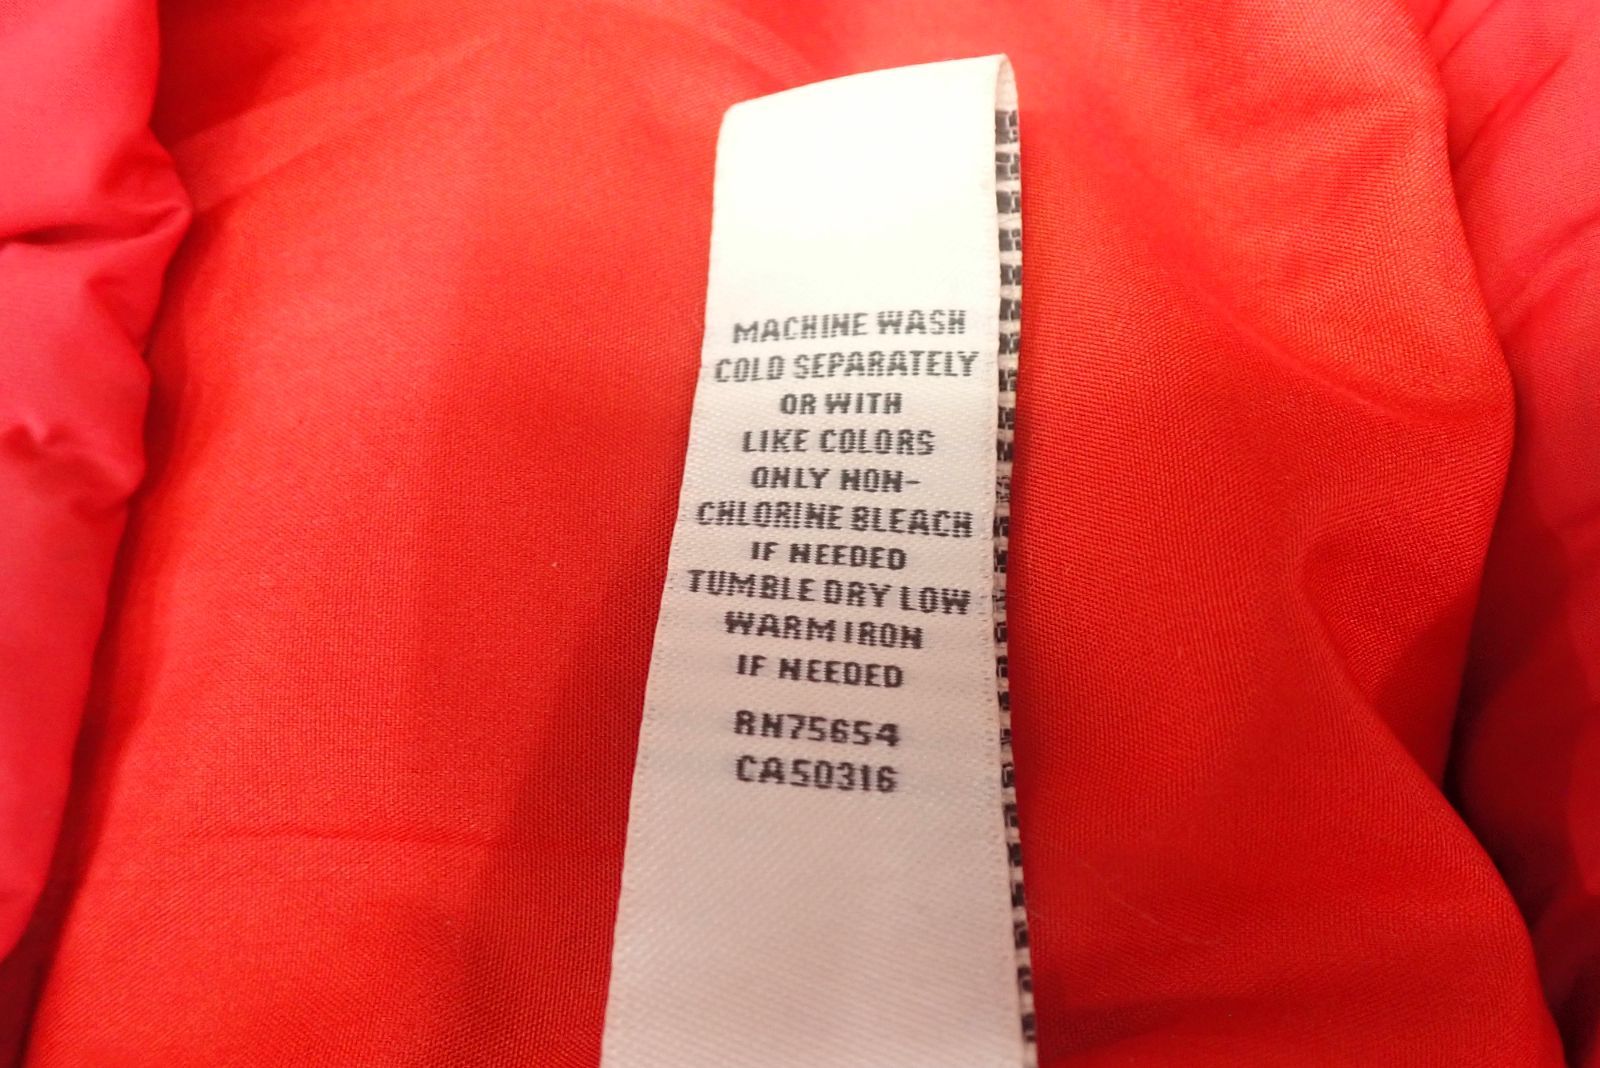 MACHINE WASH
COLD SEPARATELY
OR WITH
LIKE COLORS
ONLY NON-
CHLORINE BLEACH
IF NEEDED
TUMBLE DRY LOW
WARM IRON
IF NEEDED
RN75654
CA50316